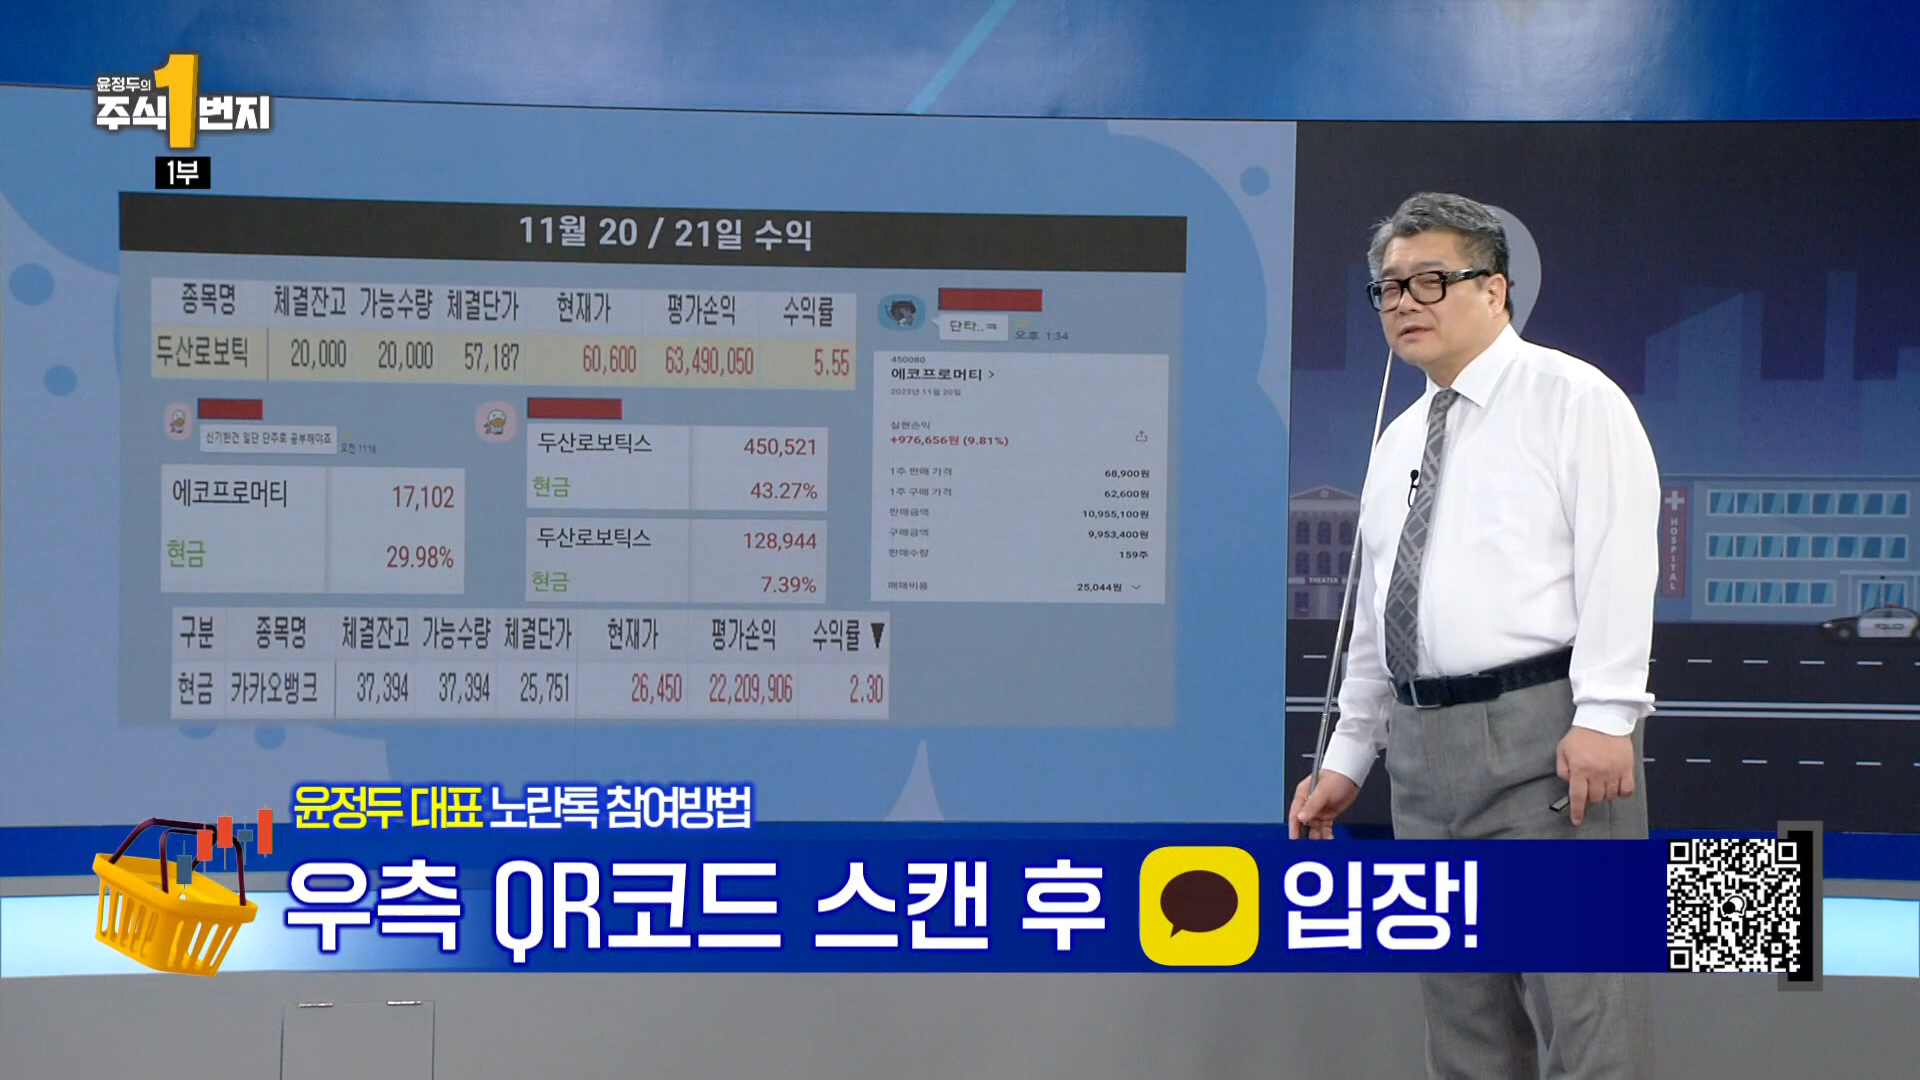 윤정두의
주식1번지
1부
11월 20 / 21일 수익
종목명 체결잔고 가능수량 체결단가 현재가 평가손익 수익률
두산로보틱 20,000 20,000 57,187 60,600 63,490,050 5.55
단타..ㅋ
오후 1:34
450080
에코프로머티 >
2023년 11월 20일
실현손익
+976,656원 (9.81%)
1주 판매 가격 68,900원
1주 구매 가격 62,600원
판매금액 10,955,100원
구매금액 9,953,400원
판매수량 159주
매매비용 25,044원
신기한건 일단 단주로 공부해야죠
오전 11:16
에코프로머티 17,102
현금 29.98%
두산로보틱스 450,521
현금 43.27%
두산로보틱스 128,944
현금 7.39%
구분 종목명 체결잔고 가능수량 체결단가 현재가 평가손익 수익률▼
현금 카카오뱅크 37,394 37,394 25,751 26,450 22,209,906 2.30
THEATER
HOSPITAL
POLICE
윤정두 대표 노란톡 참여방법
우측 QR코드 스캔 후 입장!